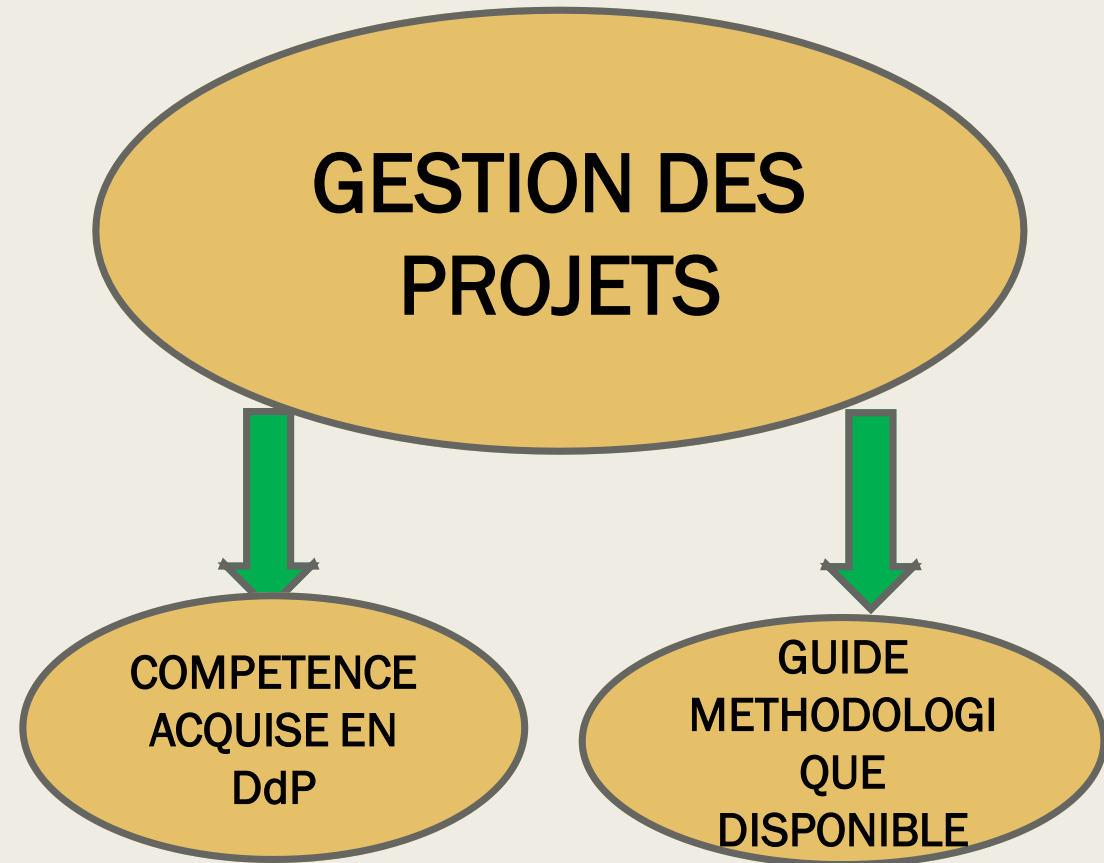 GESTION DES
PROJETS
COMPETENCE
ACQUISE EN
DdP
GUIDE
METHODOLOGI
QUE
DISPONIBLE